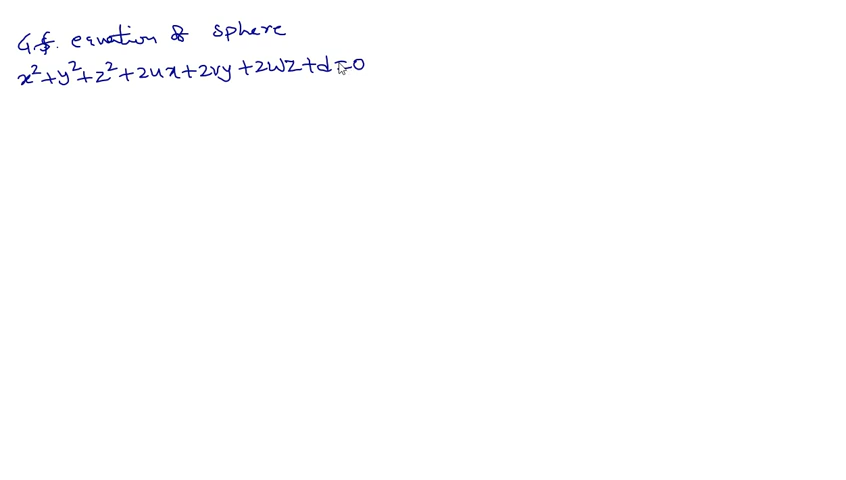 G.f. equation of sphere
x²+y²+z²+2ux+2vy+2wz+d=0